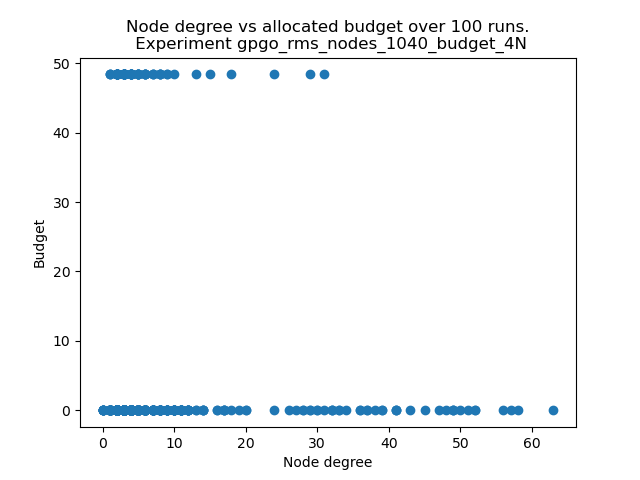 Node degree vs allocated budget over 100 runs.
Experiment gpgo_rms_nodes_1040_budget_4N
50
40
30
20
10
0
Budget
0 10 20 30 40 50 60
Node degree